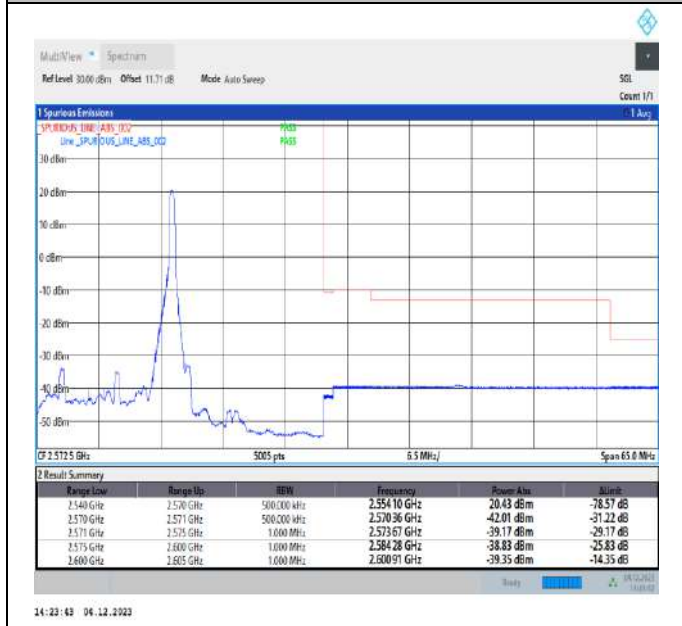 MultiView Spectrum
Ref Level 30.00 dBm Offset 11.71 dB Mode Auto Sweep SGL
Count 1/1
1 Spurious Emissions 1 Avg
_SPURIOUS_LINE_ABS_002 PASS
Line _SPURIOUS_LINE_ABS_002 PASS
30 dBm
20 dBm
10 dBm
0 dBm
-10 dBm
-20 dBm
-30 dBm
-40 dBm
-50 dBm
CF 2.5725 GHz 5005 pts 6.5 MHz/ Span 65.0 MHz
2 Result Summary
Range Low Range Up RBW Frequency Power Abs ΔLimit
2.540 GHz 2.570 GHz 500.000 kHz 2.55410 GHz 20.43 dBm -78.57 dB
2.570 GHz 2.571 GHz 500.000 kHz 2.57036 GHz -42.01 dBm -31.22 dB
2.571 GHz 2.575 GHz 1.000 MHz 2.57367 GHz -39.17 dBm -29.17 dB
2.575 GHz 2.600 GHz 1.000 MHz 2.58428 GHz -38.83 dBm -25.83 dB
2.600 GHz 2.605 GHz 1.000 MHz 2.60091 GHz -39.35 dBm -14.35 dB
Ready
14:23:43 04.12.2023